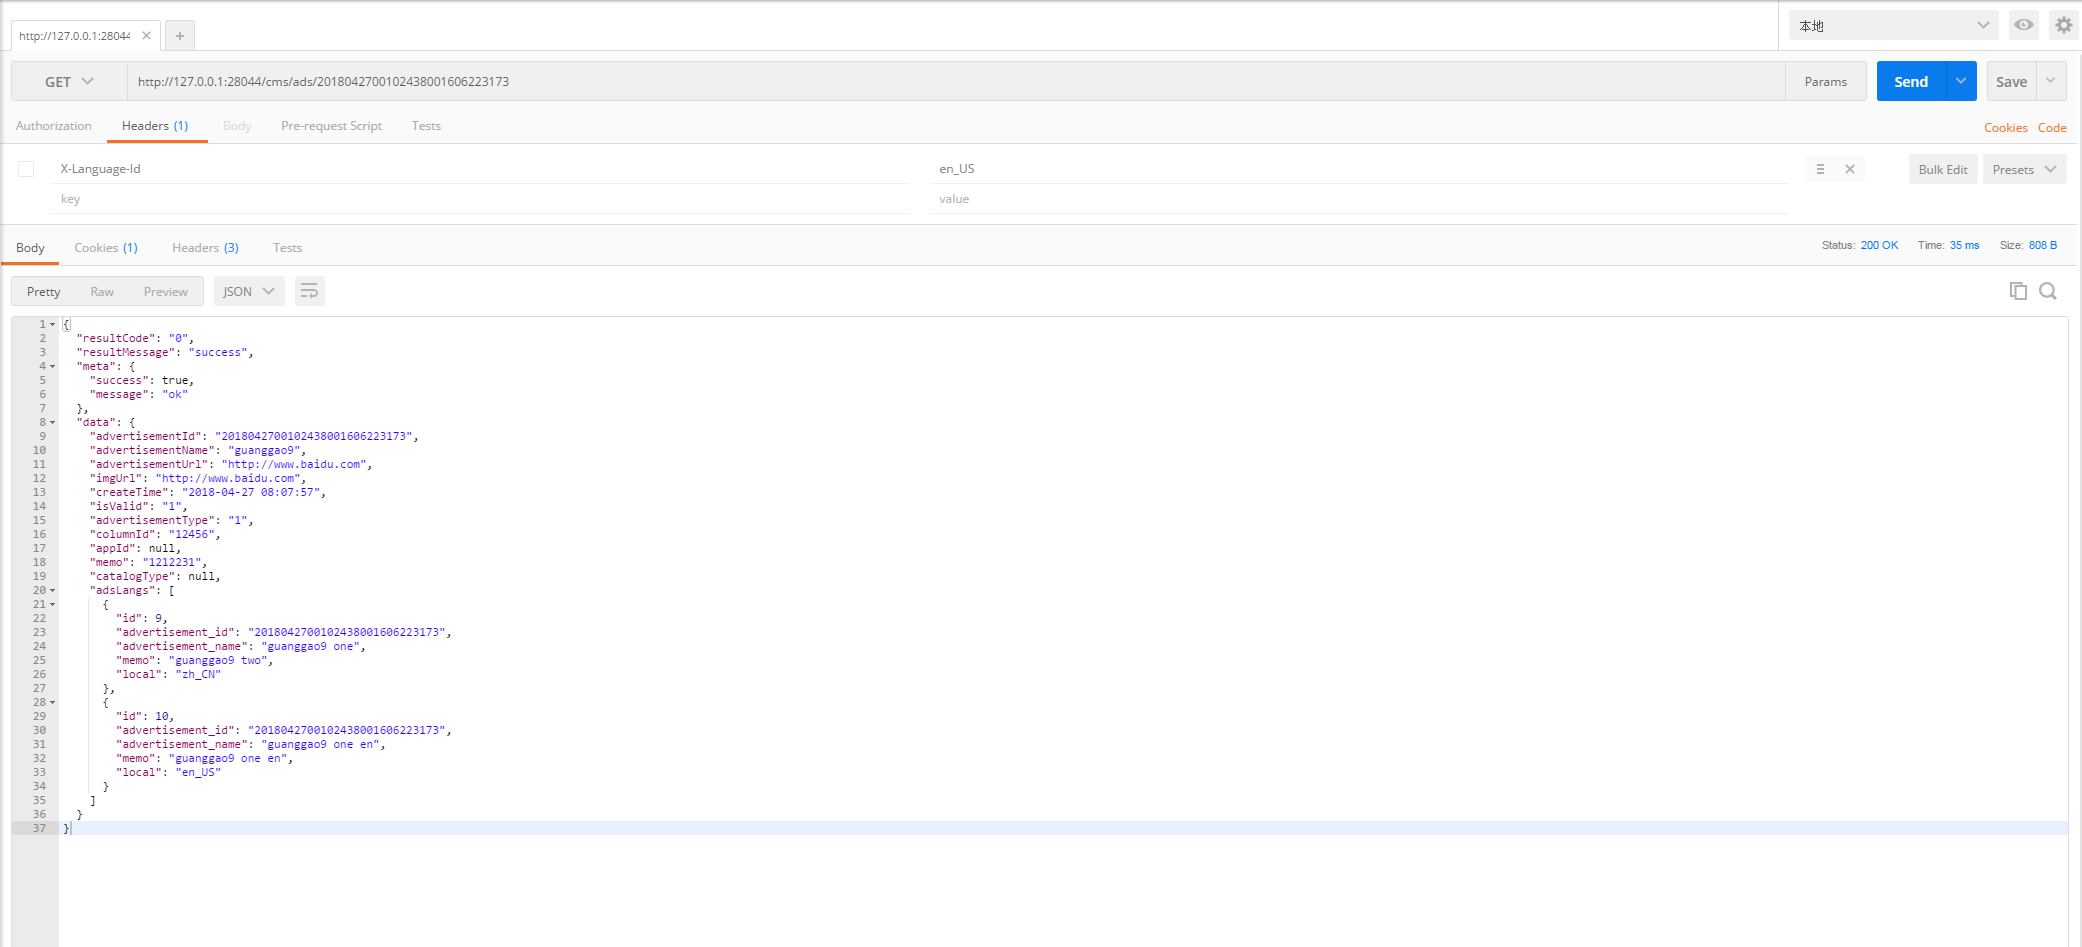 http://127.0.0.1:28044
本地
GET http://127.0.0.1:28044/cms/ads/2018042700102438001606223173 Params Send Save
Authorization Headers (1) Body Pre-request Script Tests Cookies Code
X-Language-Id en_US Bulk Edit Presets
key value
Body Cookies (1) Headers (3) Tests Status: 200 OK Time: 35 ms Size: 808 B
Pretty Raw Preview JSON
1 {
2 "resultCode": "0",
3 "resultMessage": "success",
4 "meta": {
5 "success": true,
6 "message": "ok"
7 },
8 "data": {
9 "advertisementId": "2018042700102438001606223173",
10 "advertisementName": "guanggao9",
11 "advertisementUrl": "http://www.baidu.com",
12 "imgUrl": "http://www.baidu.com",
13 "createTime": "2018-04-27 08:07:57",
14 "isValid": "1",
15 "advertisementType": "1",
16 "columnId": "12456",
17 "appId": null,
18 "memo": "1212231",
19 "catalogType": null,
20 "adsLangs": [
21 {
22 "id": 9,
23 "advertisement_id": "2018042700102438001606223173",
24 "advertisement_name": "guanggao9 one",
25 "memo": "guanggao9 two",
26 "local": "zh_CN"
27 },
28 {
29 "id": 10,
30 "advertisement_id": "2018042700102438001606223173",
31 "advertisement_name": "guanggao9 one en",
32 "memo": "guanggao9 one en",
33 "local": "en_US"
34 }
35 ]
36 }
37 }